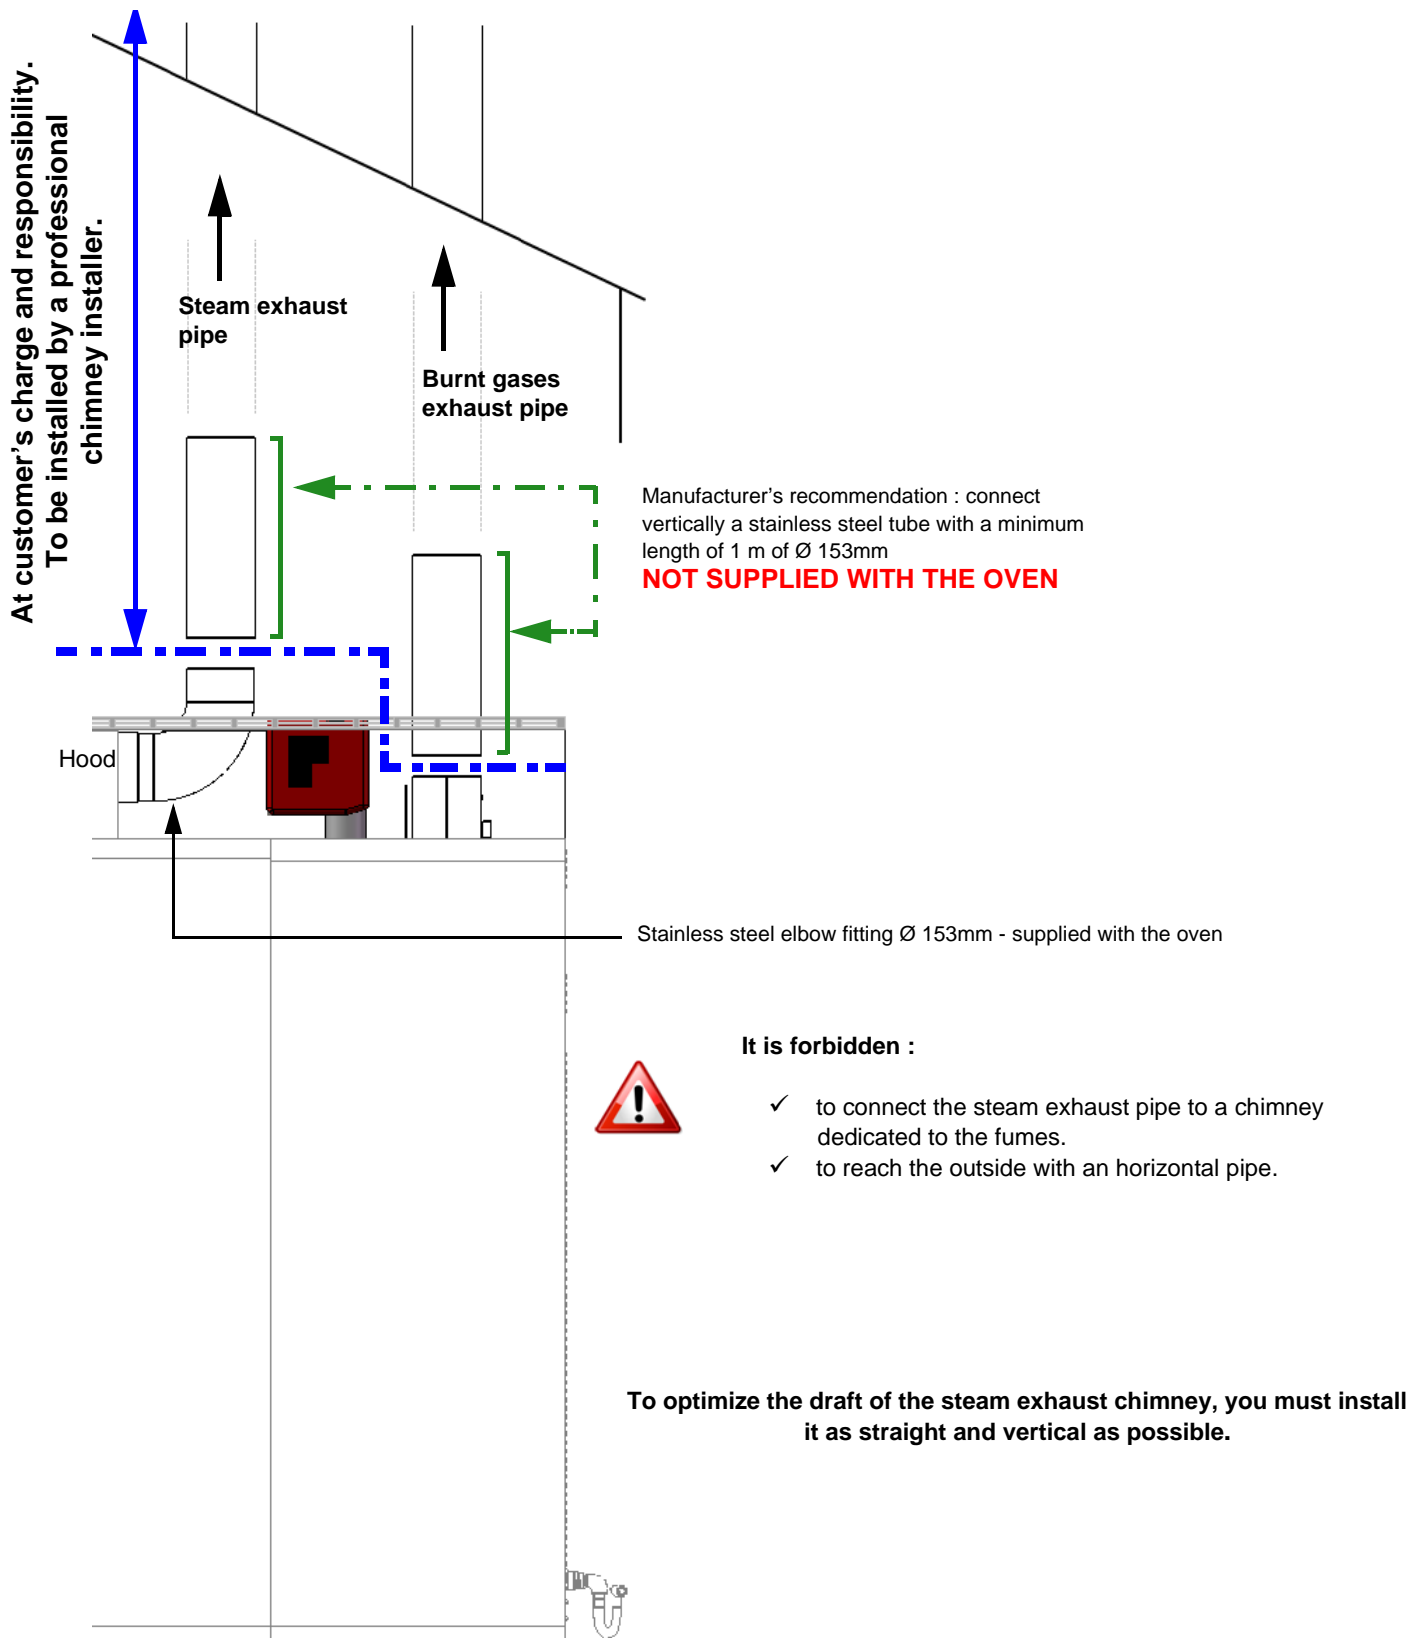 At customer’s charge and responsibility.
To be installed by a professional
chimney installer.
Steam exhaust
pipe
Burnt gases
exhaust pipe
Manufacturer’s recommendation : connect
vertically a stainless steel tube with a minimum
length of 1 m of Ø 153mm
NOT SUPPLIED WITH THE OVEN
Hood
Stainless steel elbow fitting Ø 153mm - supplied with the oven
It is forbidden :
✓ to connect the steam exhaust pipe to a chimney
dedicated to the fumes.
✓ to reach the outside with an horizontal pipe.
To optimize the draft of the steam exhaust chimney, you must install
it as straight and vertical as possible.